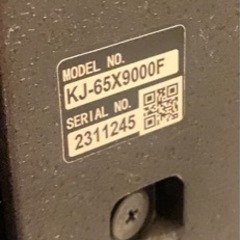 MODEL NO.
KJ-65X9000F
SERIAL NO.
2311245